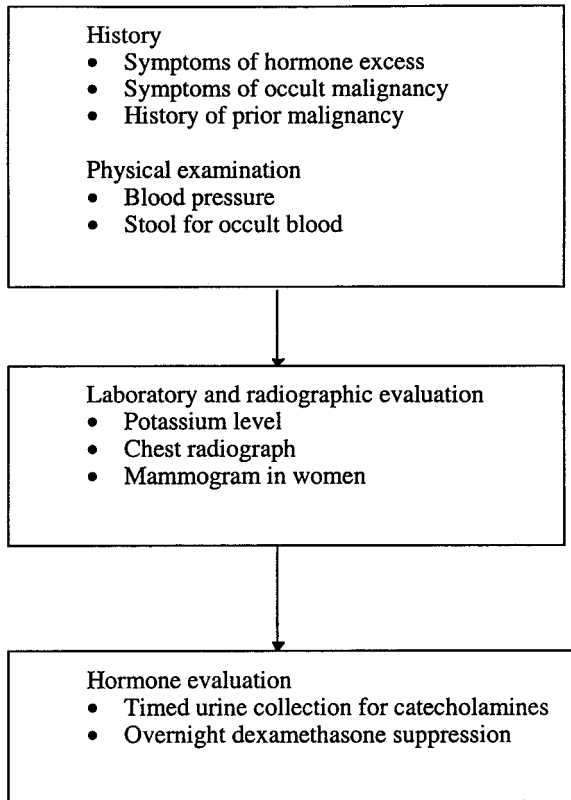 History
• Symptoms of hormone excess
• Symptoms of occult malignancy
• History of prior malignancy
Physical examination
• Blood pressure
• Stool for occult blood
Laboratory and radiographic evaluation
• Potassium level
• Chest radiograph
• Mammogram in women
Hormone evaluation
• Timed urine collection for catecholamines
• Overnight dexamethasone suppression